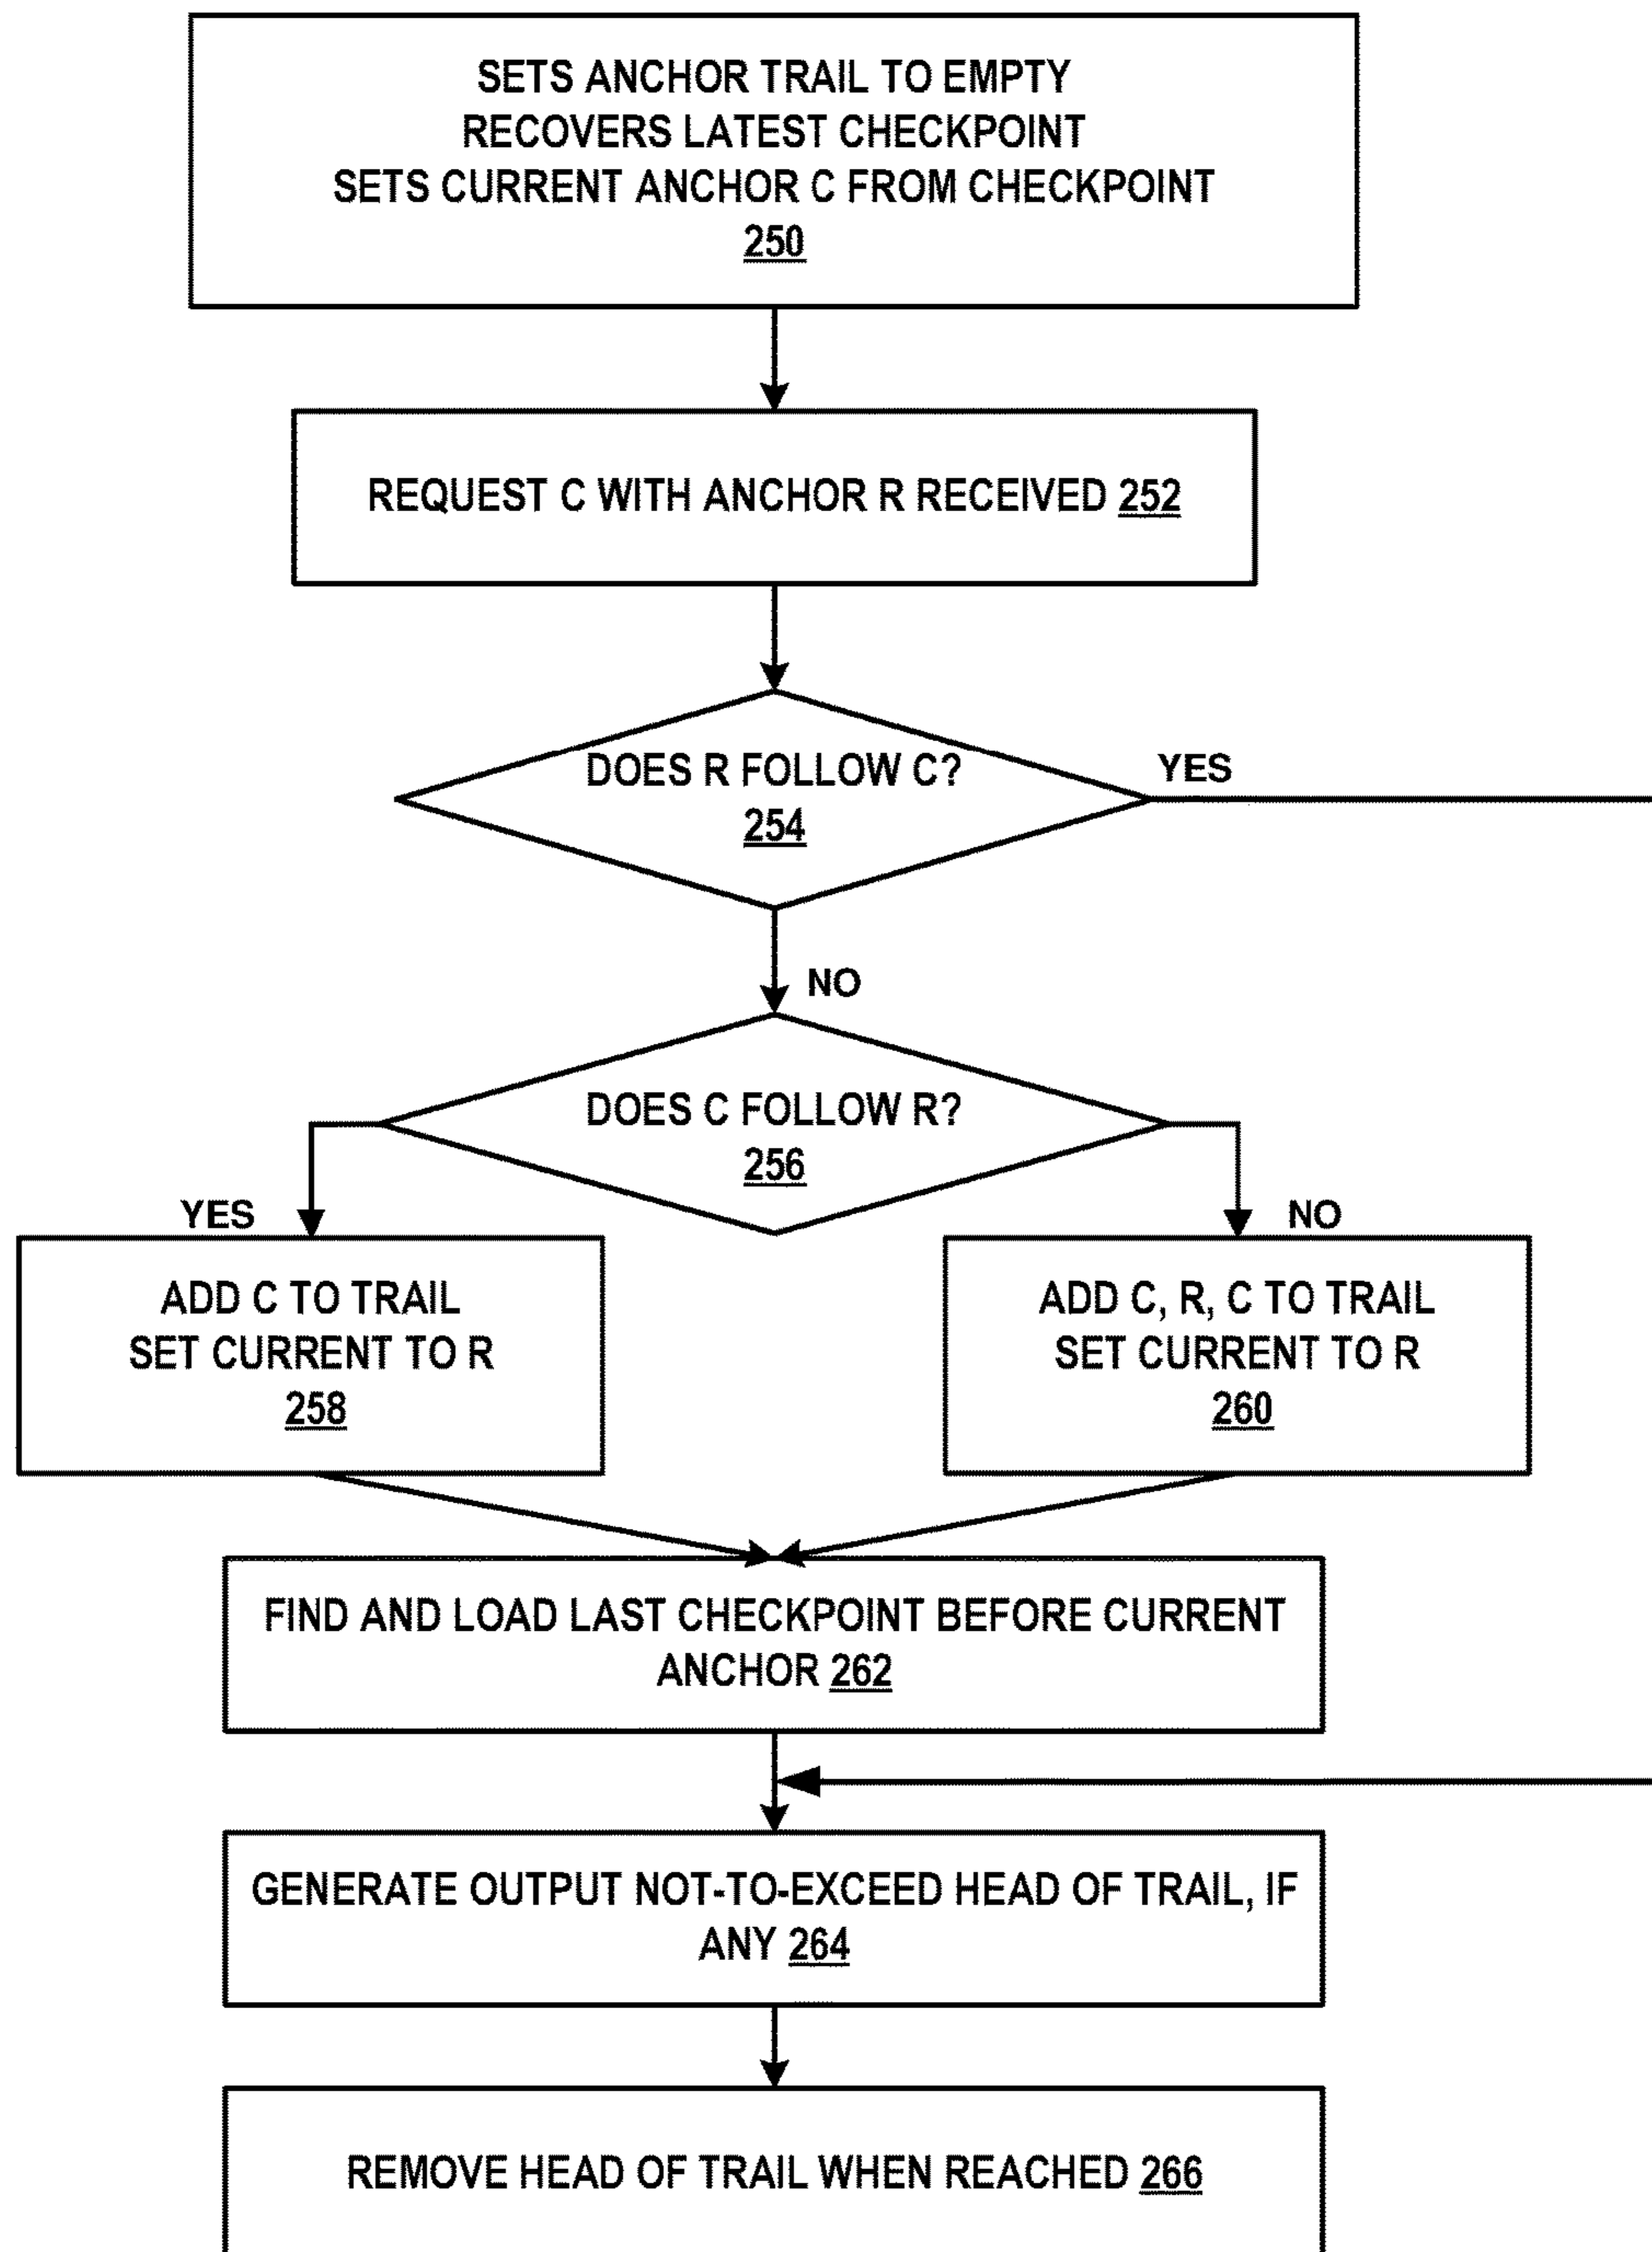 SETS ANCHOR TRAIL TO EMPTY
RECOVERS LATEST CHECKPOINT
SETS CURRENT ANCHOR C FROM CHECKPOINT
250
REQUEST C WITH ANCHOR R RECEIVED 252
DOES R FOLLOW C?
254
YES
NO
DOES C FOLLOW R?
256
YES
NO
ADD C TO TRAIL
SET CURRENT TO R
258
ADD C, R, C TO TRAIL
SET CURRENT TO R
260
FIND AND LOAD LAST CHECKPOINT BEFORE CURRENT
ANCHOR 262
GENERATE OUTPUT NOT-TO-EXCEED HEAD OF TRAIL, IF
ANY 264
REMOVE HEAD OF TRAIL WHEN REACHED 266